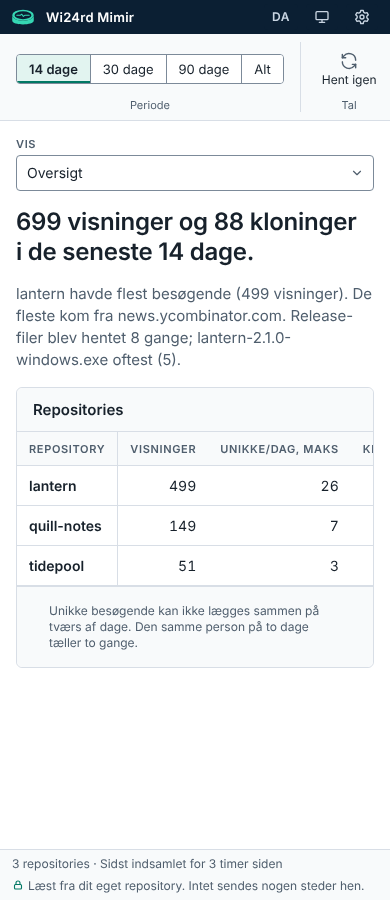 Wi24rd Mimir
DA
14 dage
30 dage
90 dage
Alt
Periode
Hent igen
Tal
VIS
Oversigt
699 visninger og 88 kloninger
i de seneste 14 dage.
lantern havde flest besøgende (499 visninger). De
fleste kom fra news.ycombinator.com. Release-
filer blev hentet 8 gange; lantern-2.1.0-
windows.exe oftest (5).
Repositories
REPOSITORY VISNINGER UNIKKE/DAG, MAKS
lantern 499 26
quill-notes 149 7
tidepool 51 3
Unikke besøgende kan ikke lægges sammen på
tværs af dage. Den samme person på to dage
tæller to gange.
3 repositories · Sidst indsamlet for 3 timer siden
Læst fra dit eget repository. Intet sendes nogen steder hen.